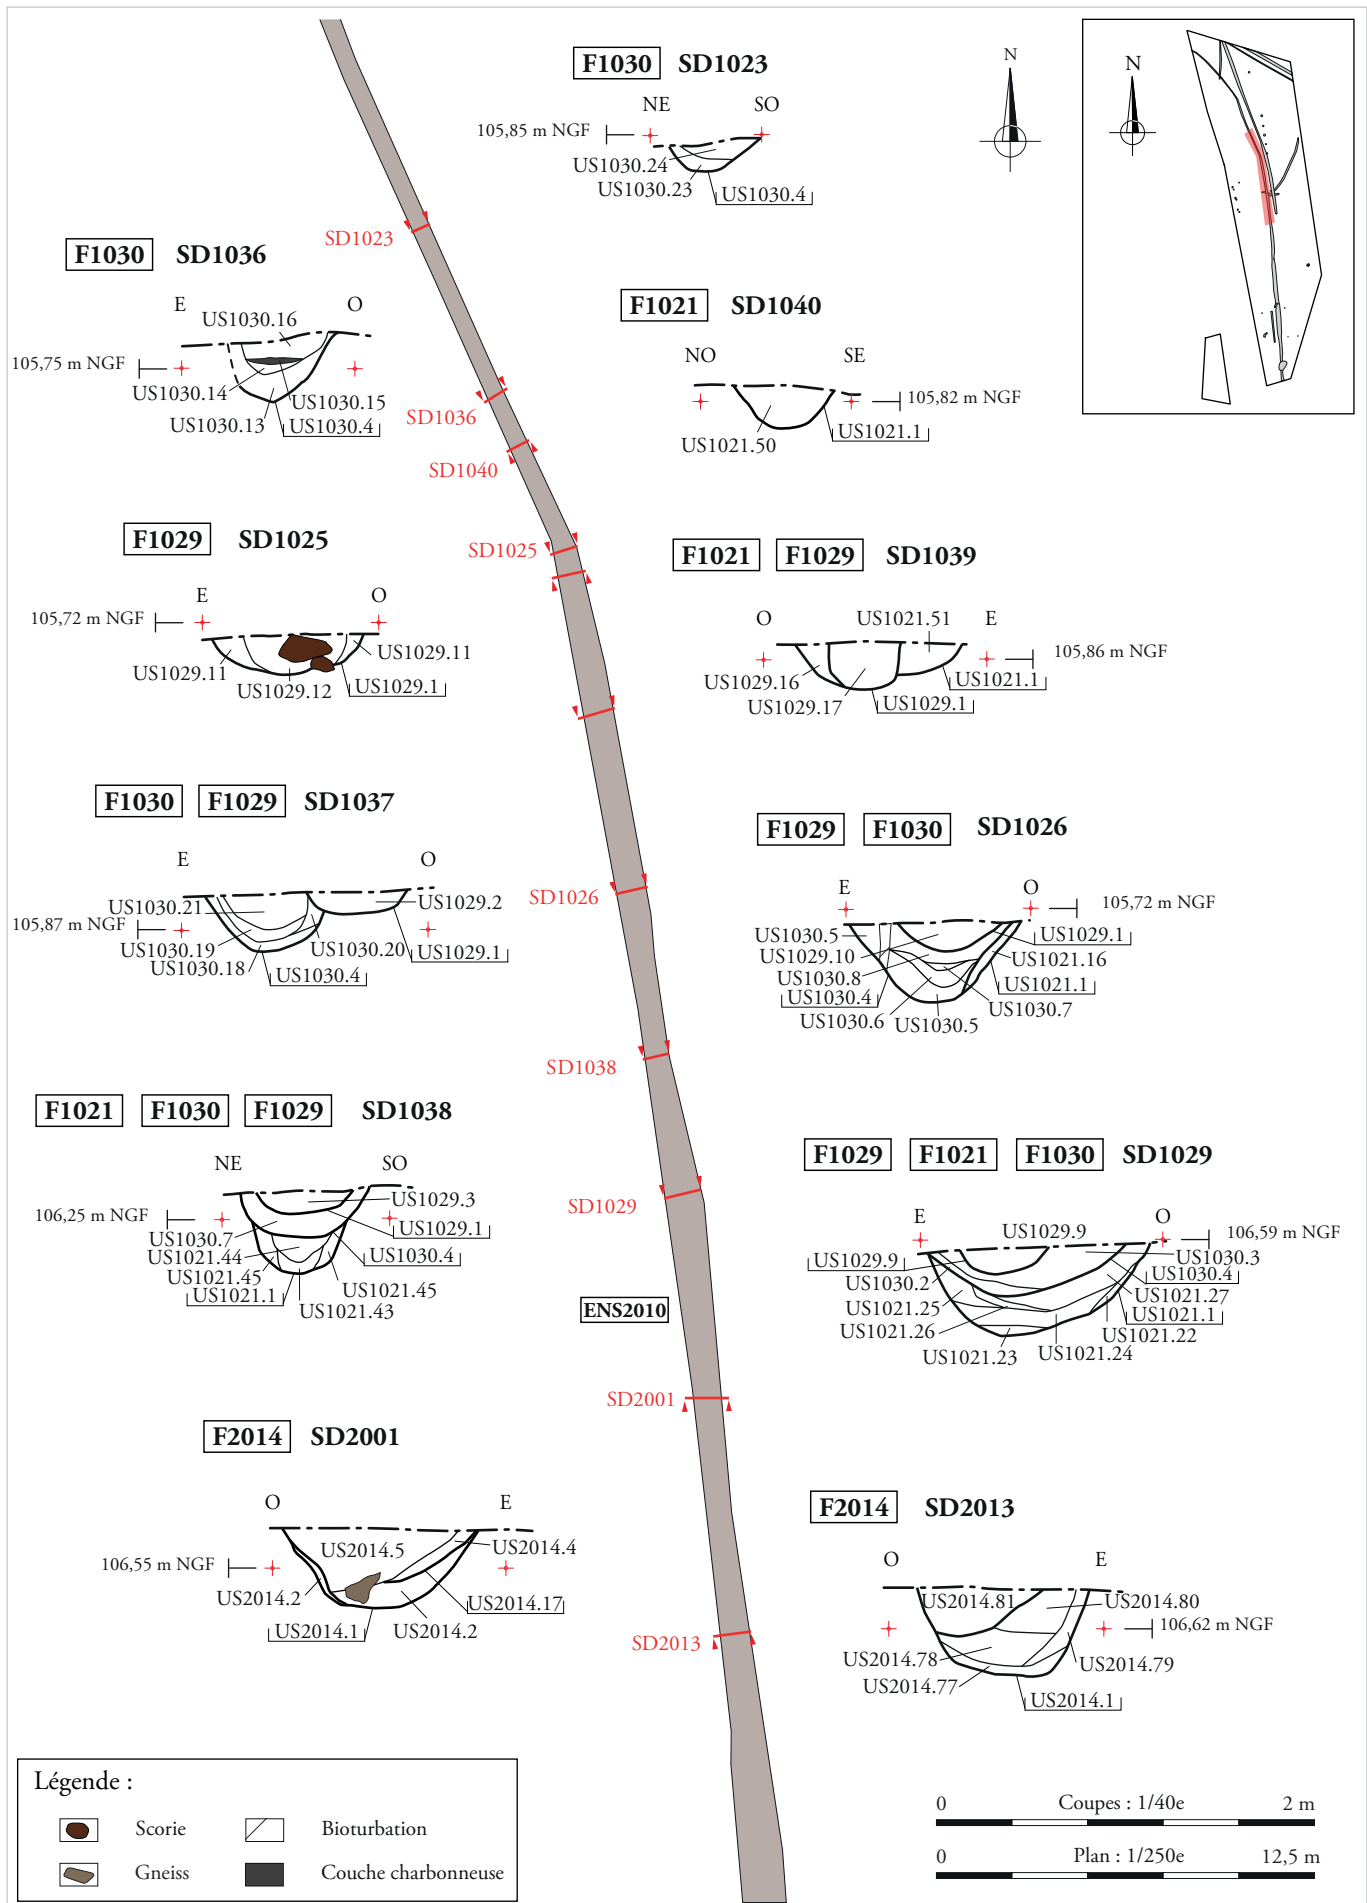 F1030 SD1023
NE SO
105,85 m NGF
US1030.24
US1030.23
US1030.4
N
N
SD1023
F1030 SD1036
E O
US1030.16
105,75 m NGF
US1030.14
US1030.15
US1030.13
US1030.4
SD1036
F1021 SD1040
NO SE
105,82 m NGF
US1021.50
US1021.1
SD1040
F1029 SD1025
E O
105,72 m NGF
US1029.11
US1029.11
US1029.12
US1029.1
SD1025
F1021 F1029 SD1039
O E
US1021.51
105,86 m NGF
US1029.16
US1021.1
US1029.17
US1029.1
F1030 F1029 SD1037
E O
US1030.21
US1029.2
105,87 m NGF
US1030.19
US1030.20
US1029.1
US1030.18
US1030.4
SD1026
F1029 F1030 SD1026
E O
105,72 m NGF
US1030.5
US1029.1
US1029.10
US1021.16
US1030.8
US1021.1
US1030.4
US1030.7
US1030.6
US1030.5
SD1038
F1021 F1030 F1029 SD1038
NE SO
US1029.3
106,25 m NGF
US1029.1
US1030.7
US1030.4
US1021.44
US1021.45
US1021.45
US1021.1
US1021.43
SD1029
F1029 F1021 F1030 SD1029
E O
US1029.9
106,59 m NGF
US1029.9
US1030.3
US1030.2
US1030.4
US1021.27
US1021.25
US1021.1
US1021.26
US1021.22
US1021.23
US1021.24
ENS2010
SD2001
F2014 SD2001
O E
US2014.5
US2014.4
106,55 m NGF
US2014.2
US2014.17
US2014.1
US2014.2
SD2013
F2014 SD2013
O E
US2014.81
US2014.80
106,62 m NGF
US2014.78
US2014.79
US2014.77
US2014.1
Légende :
Scorie
Bioturbation
Gneiss
Couche charbonneuse
0 Coupes : 1/40e 2 m
0 Plan : 1/250e 12,5 m